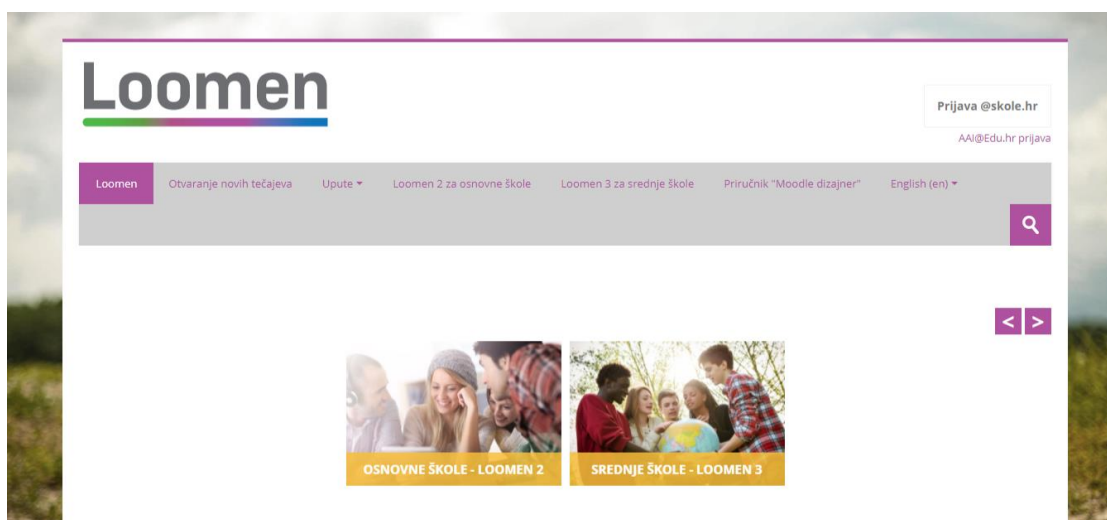 Loomen
Prijava @skole.hr
AAI@Edu.hr prijava
Loomen Otvaranje novih tečajeva Upute Loomen 2 za osnovne škole Loomen 3 za srednje škole Priručnik "Moodle dizajner" English (en)
< >
OSNOVNE ŠKOLE - LOOMEN 2 SREDNJE ŠKOLE - LOOMEN 3